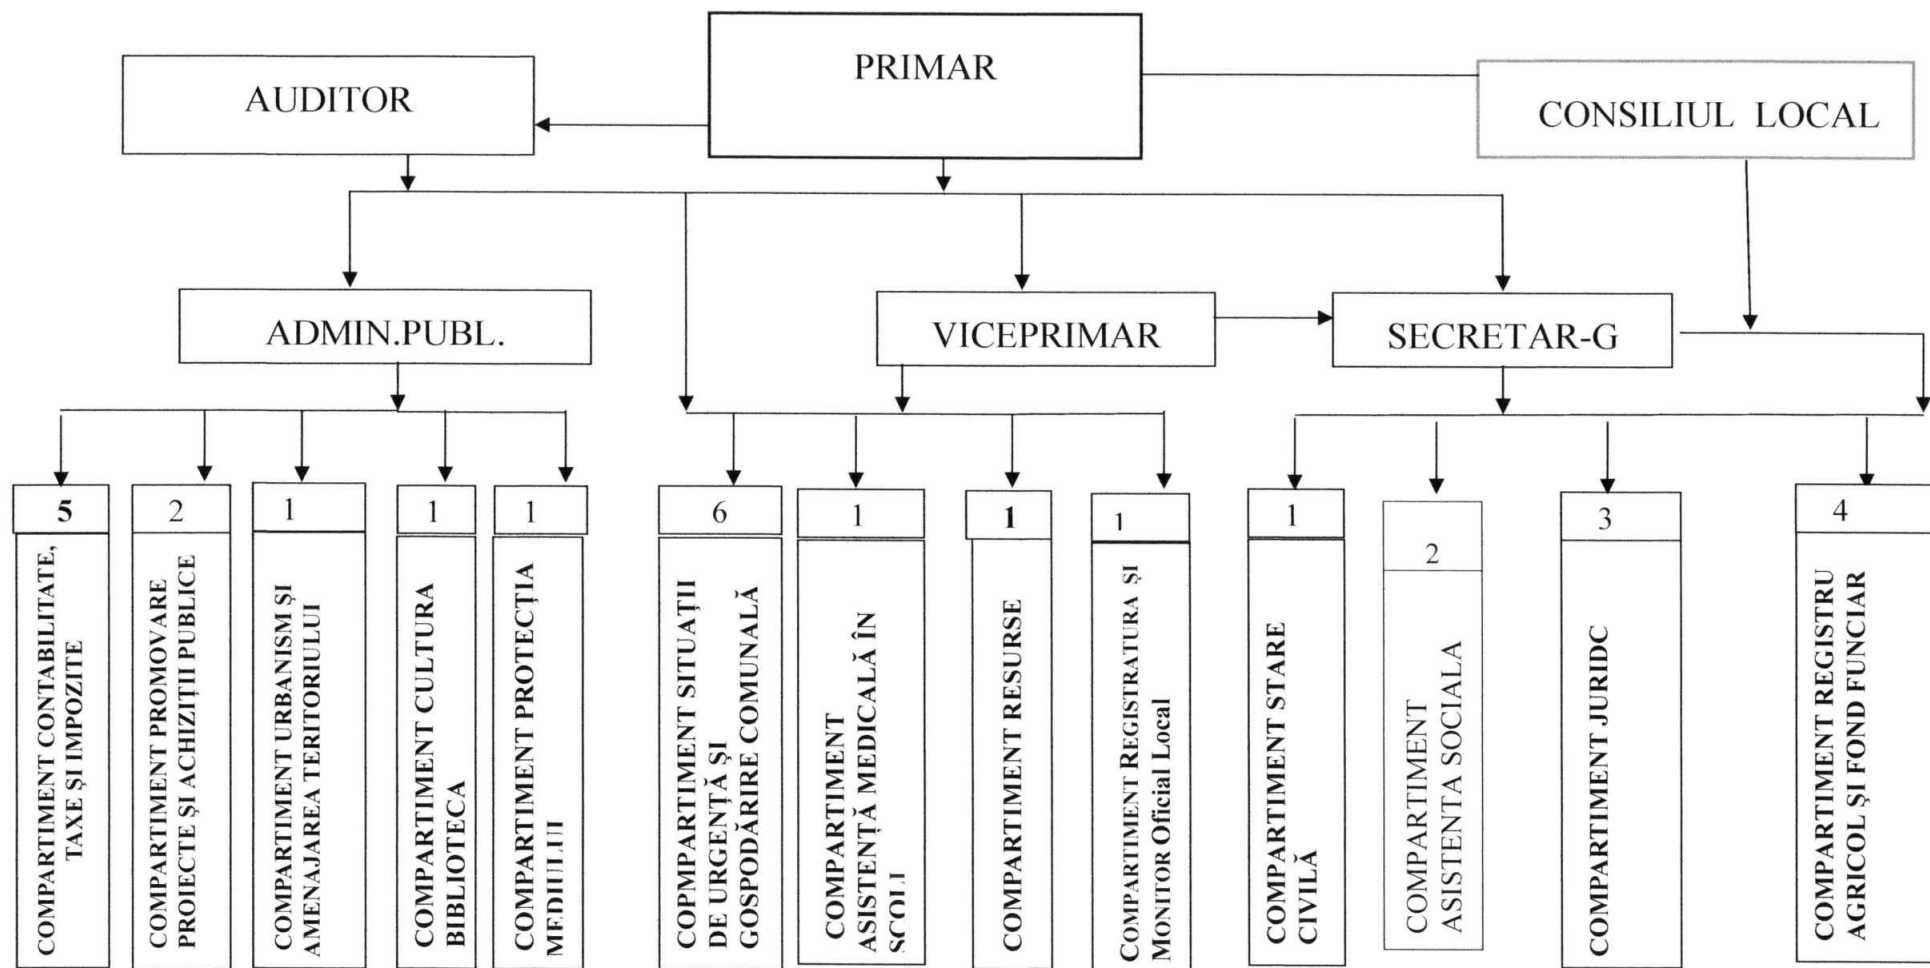 PRIMAR
AUDITOR
CONSILIUL LOCAL
ADMIN.PUBL.
VICEPRIMAR
SECRETAR-G
5
COMPARTIMENT CONTABILITATE,
TAXE ȘI IMPOZITE
2
COMPARTIMENT PROMOVARE
PROIECTE ȘI ACHIZIȚII PUBLICE
1
COMPARTIMENT URBANISM ȘI
AMENAJAREA TERITORIULUI
1
COMPARTIMENT CULTURA
BIBLIOTECA
1
COMPARTIMENT PROTECȚIA
MEDIULUI
6
COPMPARTIMENT SITUAȚII
DE URGENȚĂ ȘI
GOSPODĂRIRE COMUNALĂ
1
COMPARTIMENT
ASISTENȚĂ MEDICALĂ ÎN
ȘCOLI
1
COMPARTIMENT RESURSE
1
COMPARTIMENT REGISTRATURA ȘI
Monitor Oficial Local
1
COMPARTIMENT STARE
CIVILĂ
2
COMPARTIMENT
ASISTENTA SOCIALA
3
COMPARTIMENT JURIDC
4
COMPARTIMENT REGISTRU
AGRICOL ȘI FOND FUNCIAR